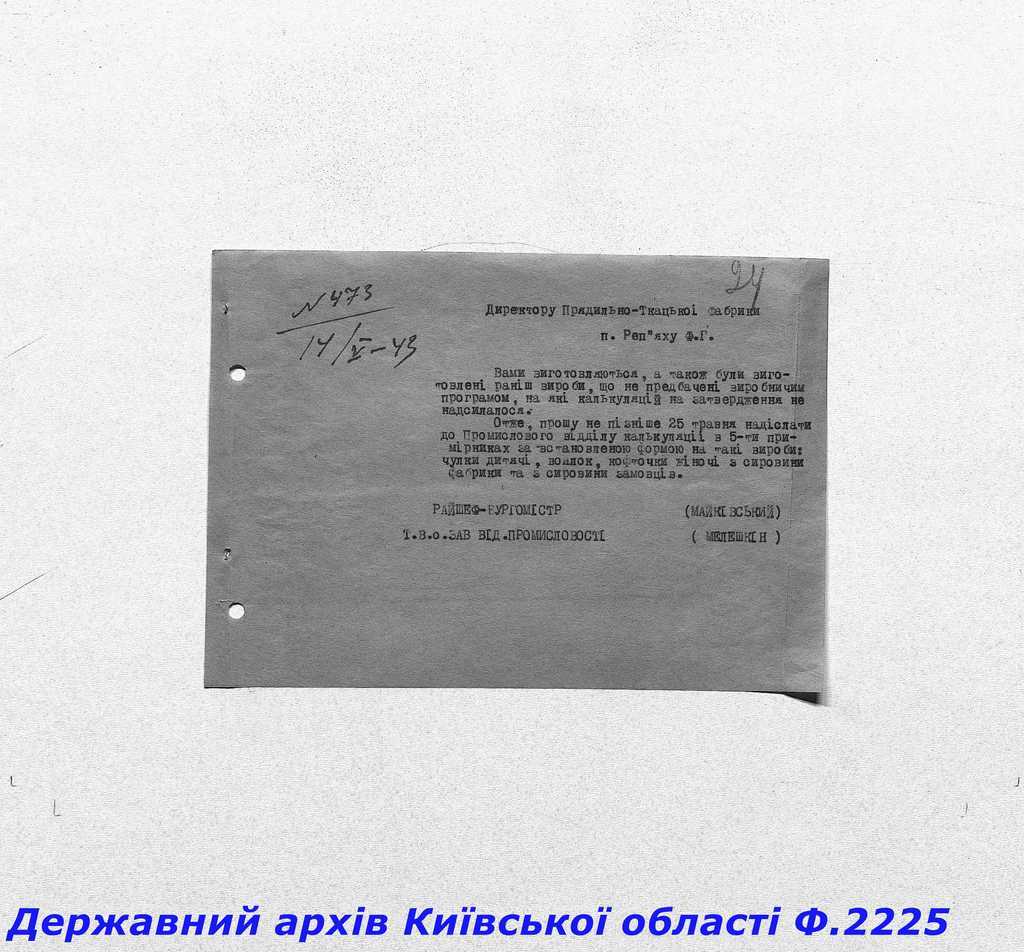 24
N 473
14/V-43
Директору Прядильно-Ткацької фабрики
п. Реп"яху Ф.Г.
Вами виготовляються, а також були виго-
товлені раніш вироби, що не предбачені виробничим
програмом, на які калькуляцій на затвердження не
надсилалося.
Отже, прошу не пізніше 25 травня надіслати
до Промислового відділу калькуляції в 5-ти при-
мірниках за встановленою формою на такі вироби:
чулки дитячі, войлок, кофточки жіночі з сировини
фабрики та з сировини замовців.
РАЙШЕФ-БУРГОМІСТР (МАЙКІВСЬКИЙ)
Т.в.о.ЗАВ ВІД.ПРОМИСЛОВОСТІ ( МЕЛЕШКІН )
Державний архів Київської області Ф.2225